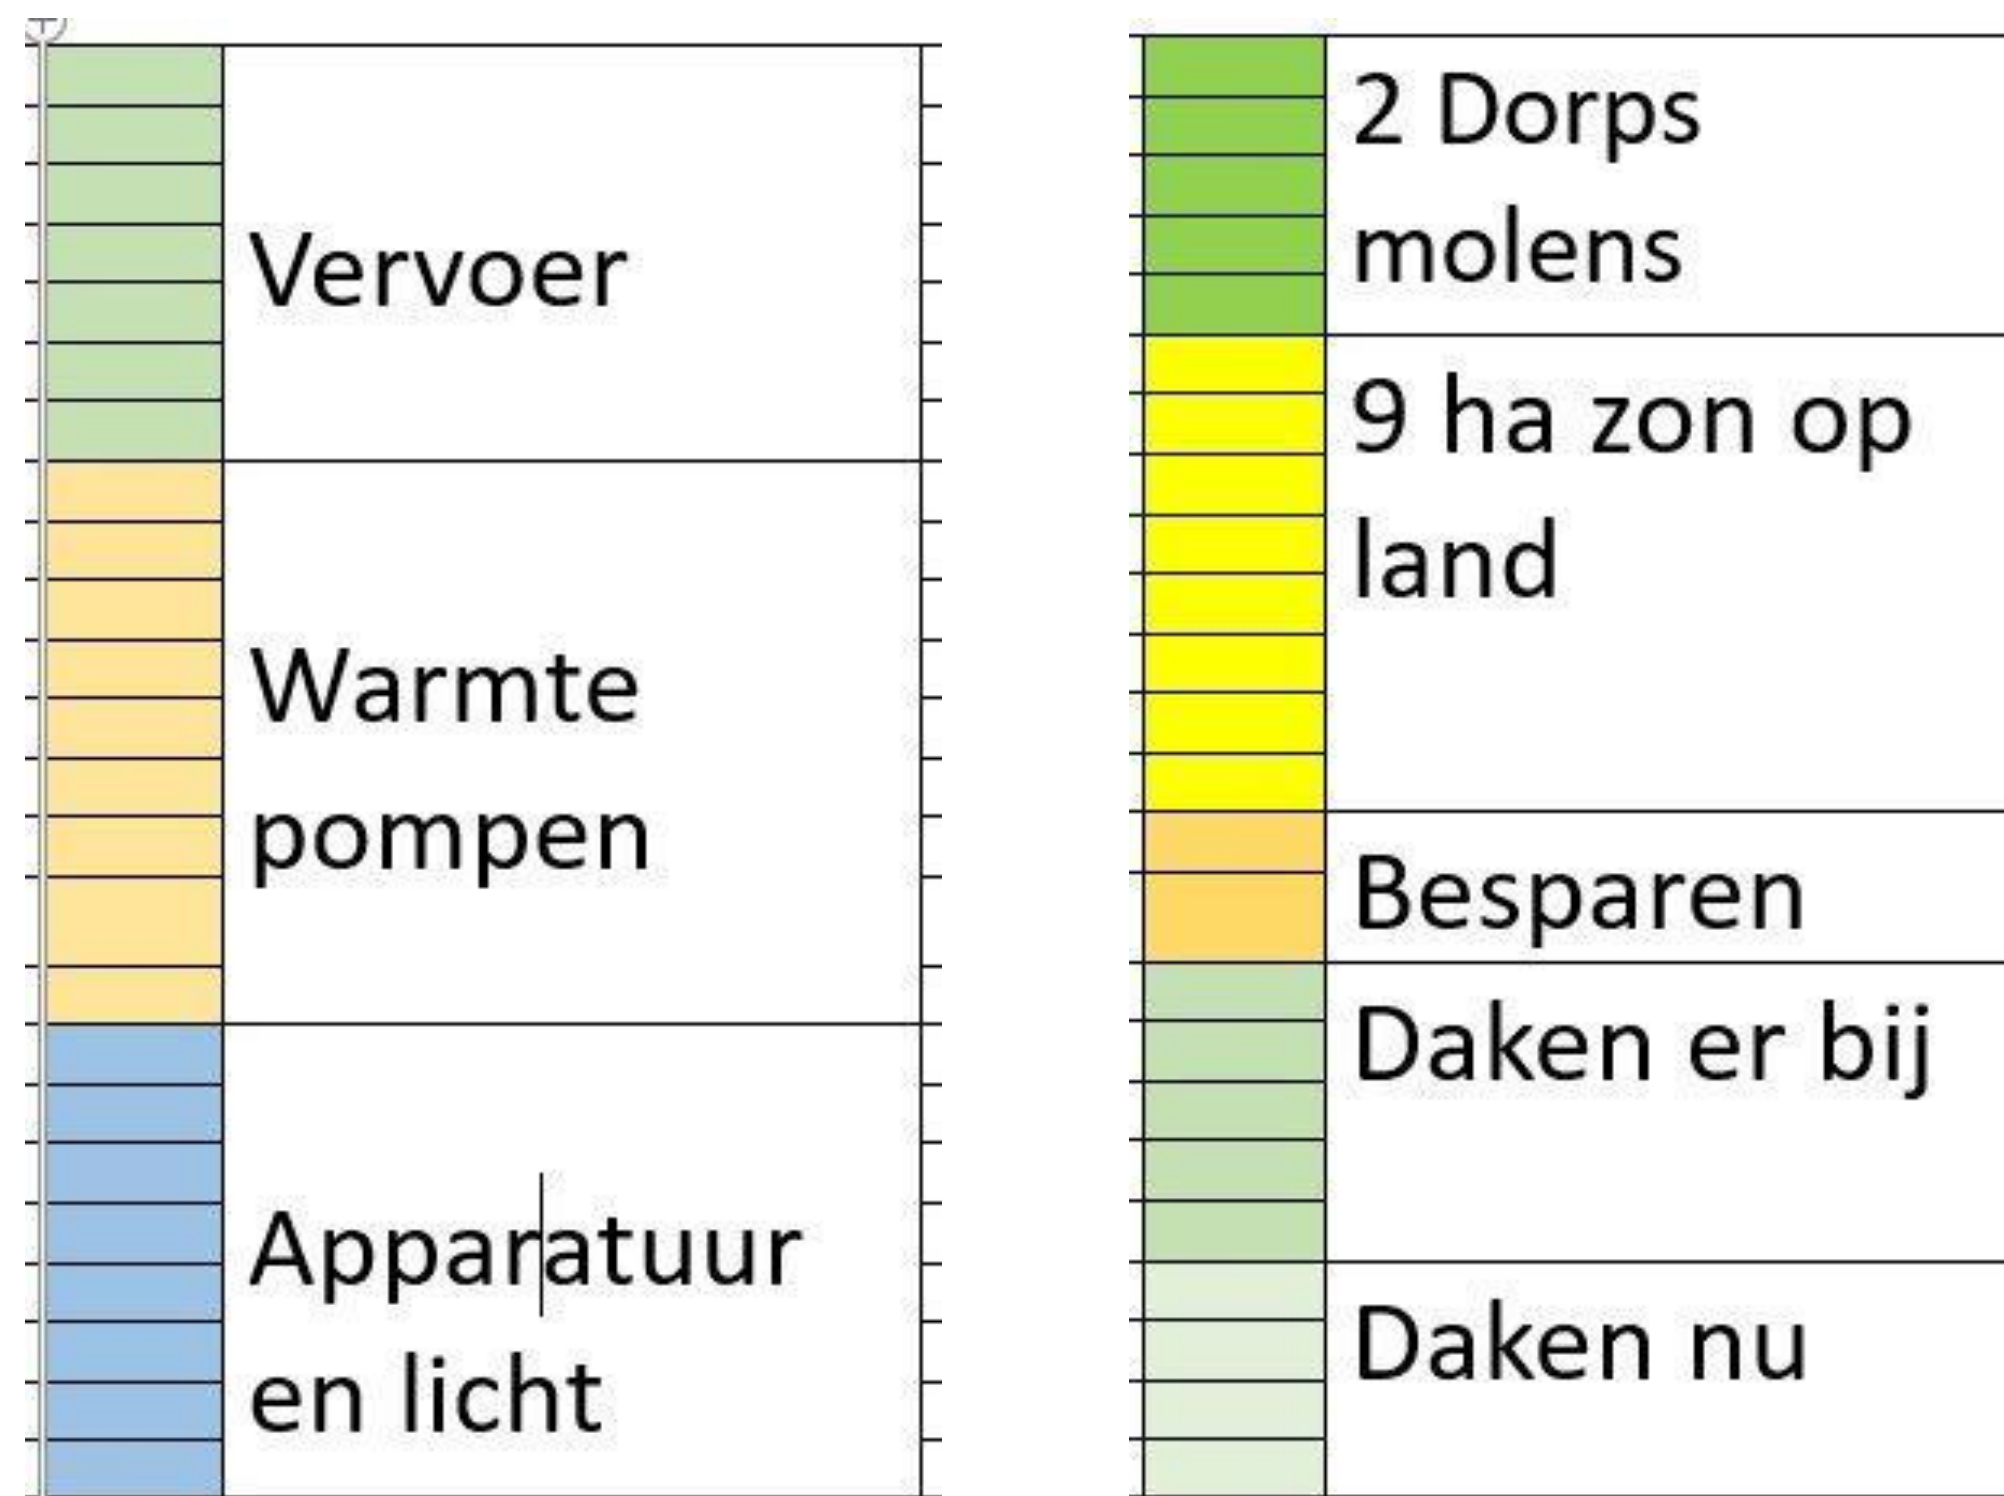 Vervoer
Warmte
pompen
Apparatuur
en licht
2 Dorps
molens
9 ha zon op
land
Besparen
Daken er bij
Daken nu